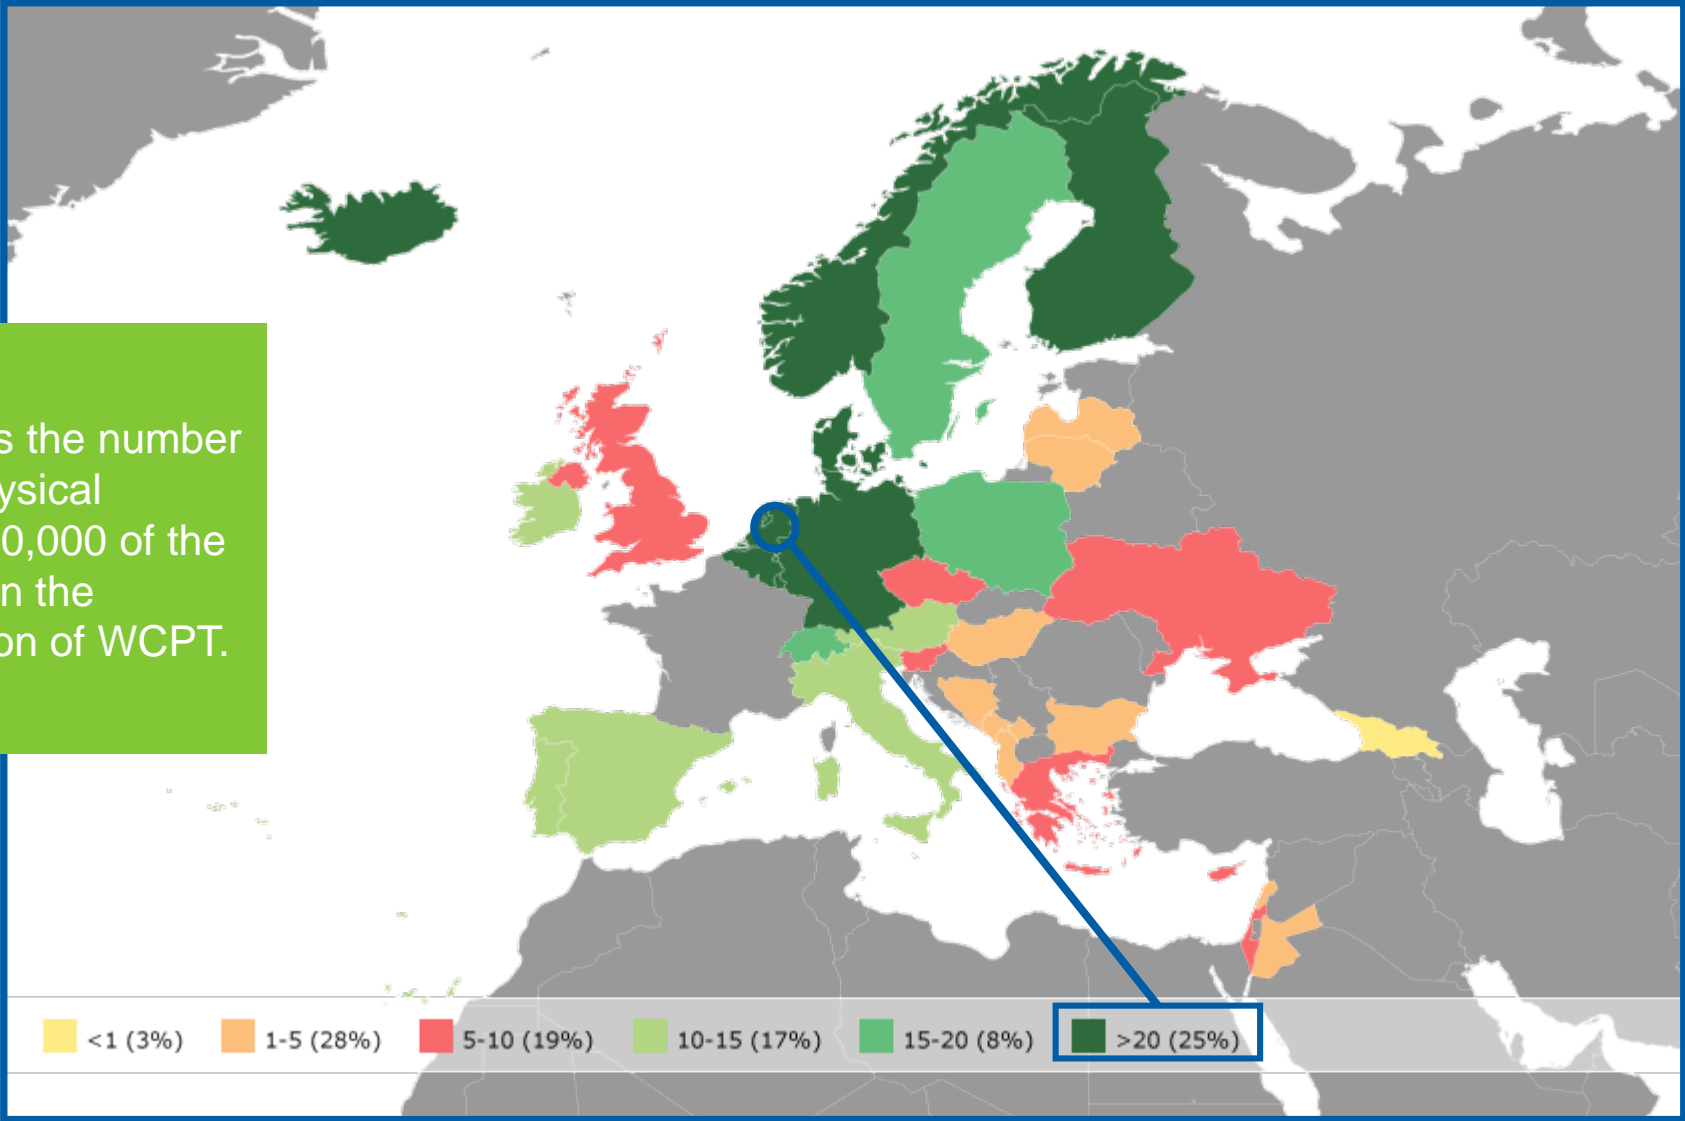 s the number
ysical
0,000 of the
n the
on of WCPT.
<1 (3%) 1-5 (28%) 5-10 (19%) 10-15 (17%) 15-20 (8%) >20 (25%)